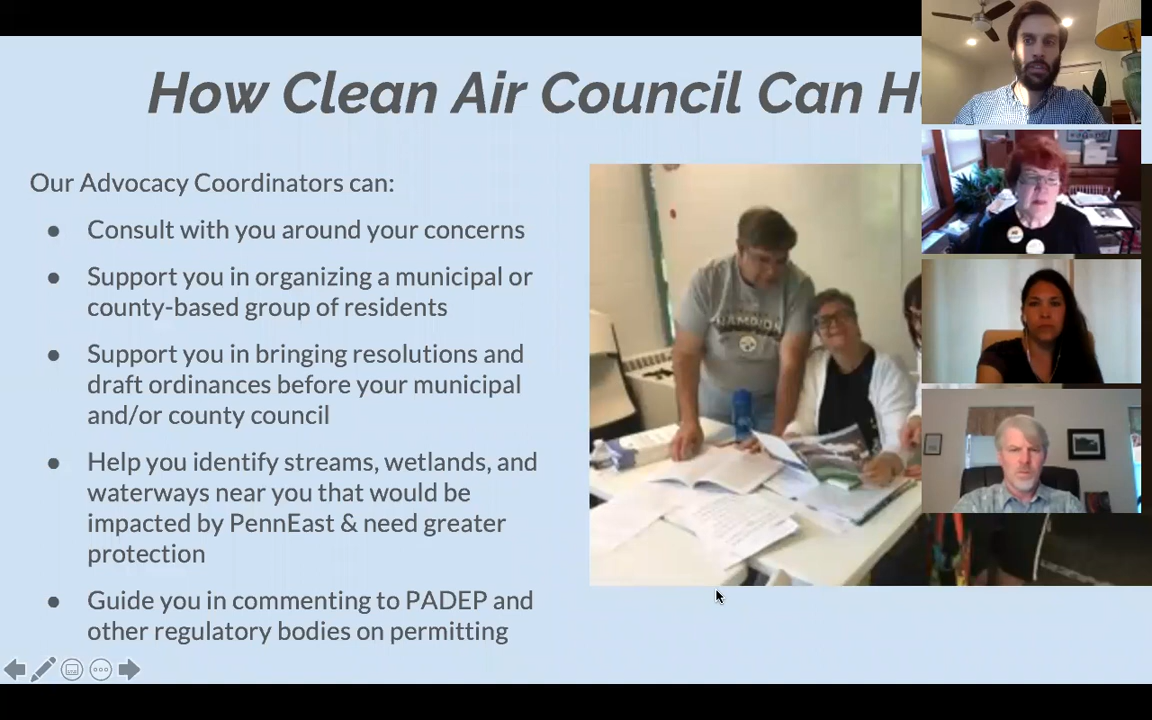 How Clean Air Council Can H
Our Advocacy Coordinators can:
● Consult with you around your concerns
● Support you in organizing a municipal or
county-based group of residents
● Support you in bringing resolutions and
draft ordinances before your municipal
and/or county council
● Help you identify streams, wetlands, and
waterways near you that would be
impacted by PennEast & need greater
protection
● Guide you in commenting to PADEP and
other regulatory bodies on permitting